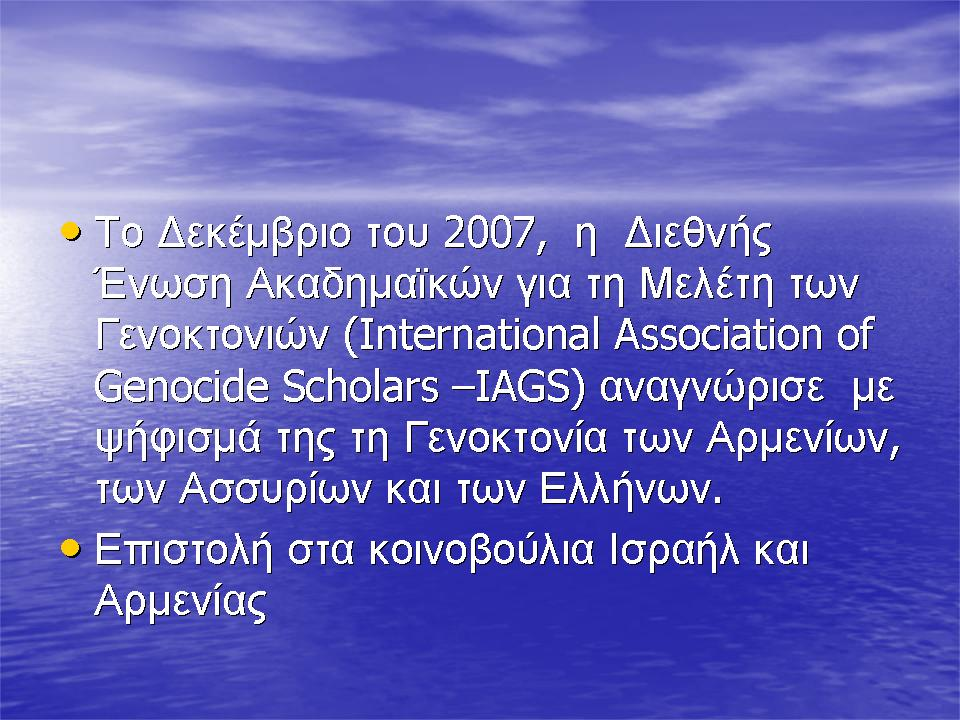 • Το Δεκέμβριο του 2007,  η  Διεθνής
Ένωση Ακαδημαϊκών για τη Μελέτη των
Γενοκτονιών (International Association of
Genocide Scholars –IAGS) αναγνώρισε  με
ψήφισμά της τη Γενοκτονία των Αρμενίων,
των Ασσυρίων και των Ελλήνων.
• Επιστολή στα κοινοβούλια Ισραήλ και
Αρμενίας